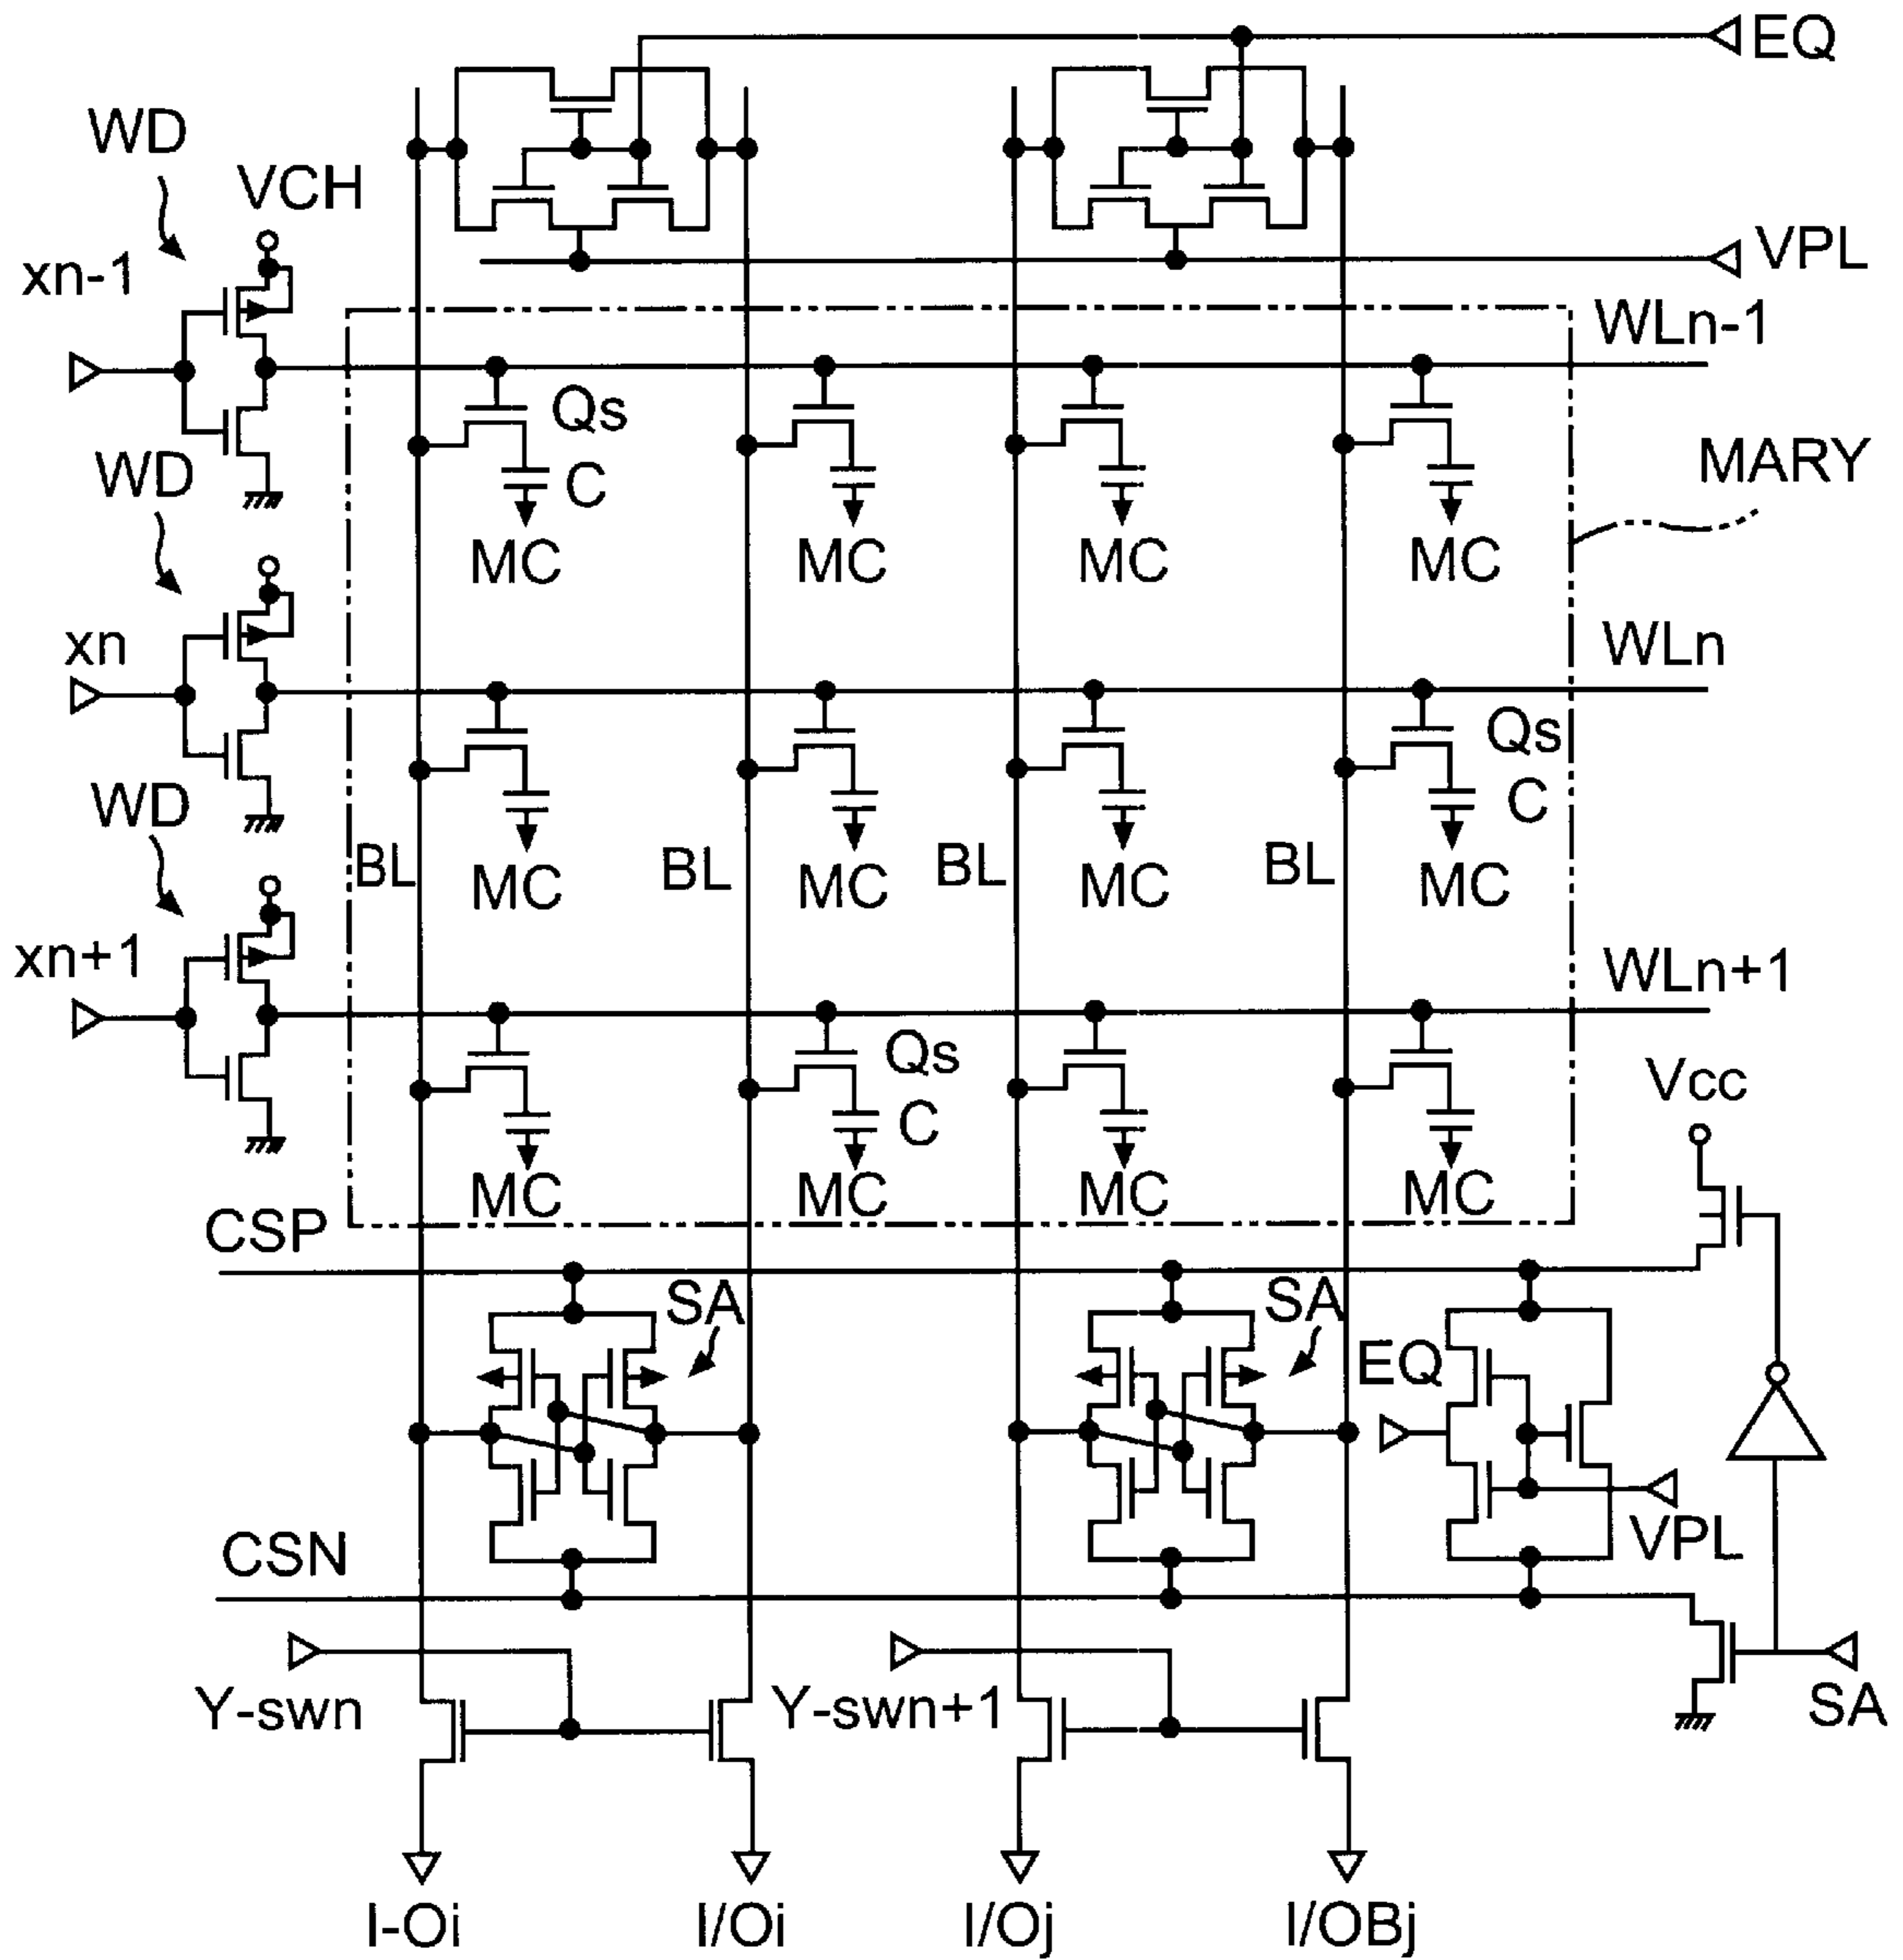 EQ
WD
VCH
xn-1
VPL
WLn-1
Qs
C
MARY
WD
MC MC MC MC
xn
WLn
Qs
C
WD
BL MC BL MC BL MC BL MC
xn+1
WLn+1
Qs
C
Vcc
MC MC MC MC
CSP
SA SA
EQ
CSN
VPL
Y-swn Y-swn+1
SA
I-Oi I/Oi I/Oj I/OBj